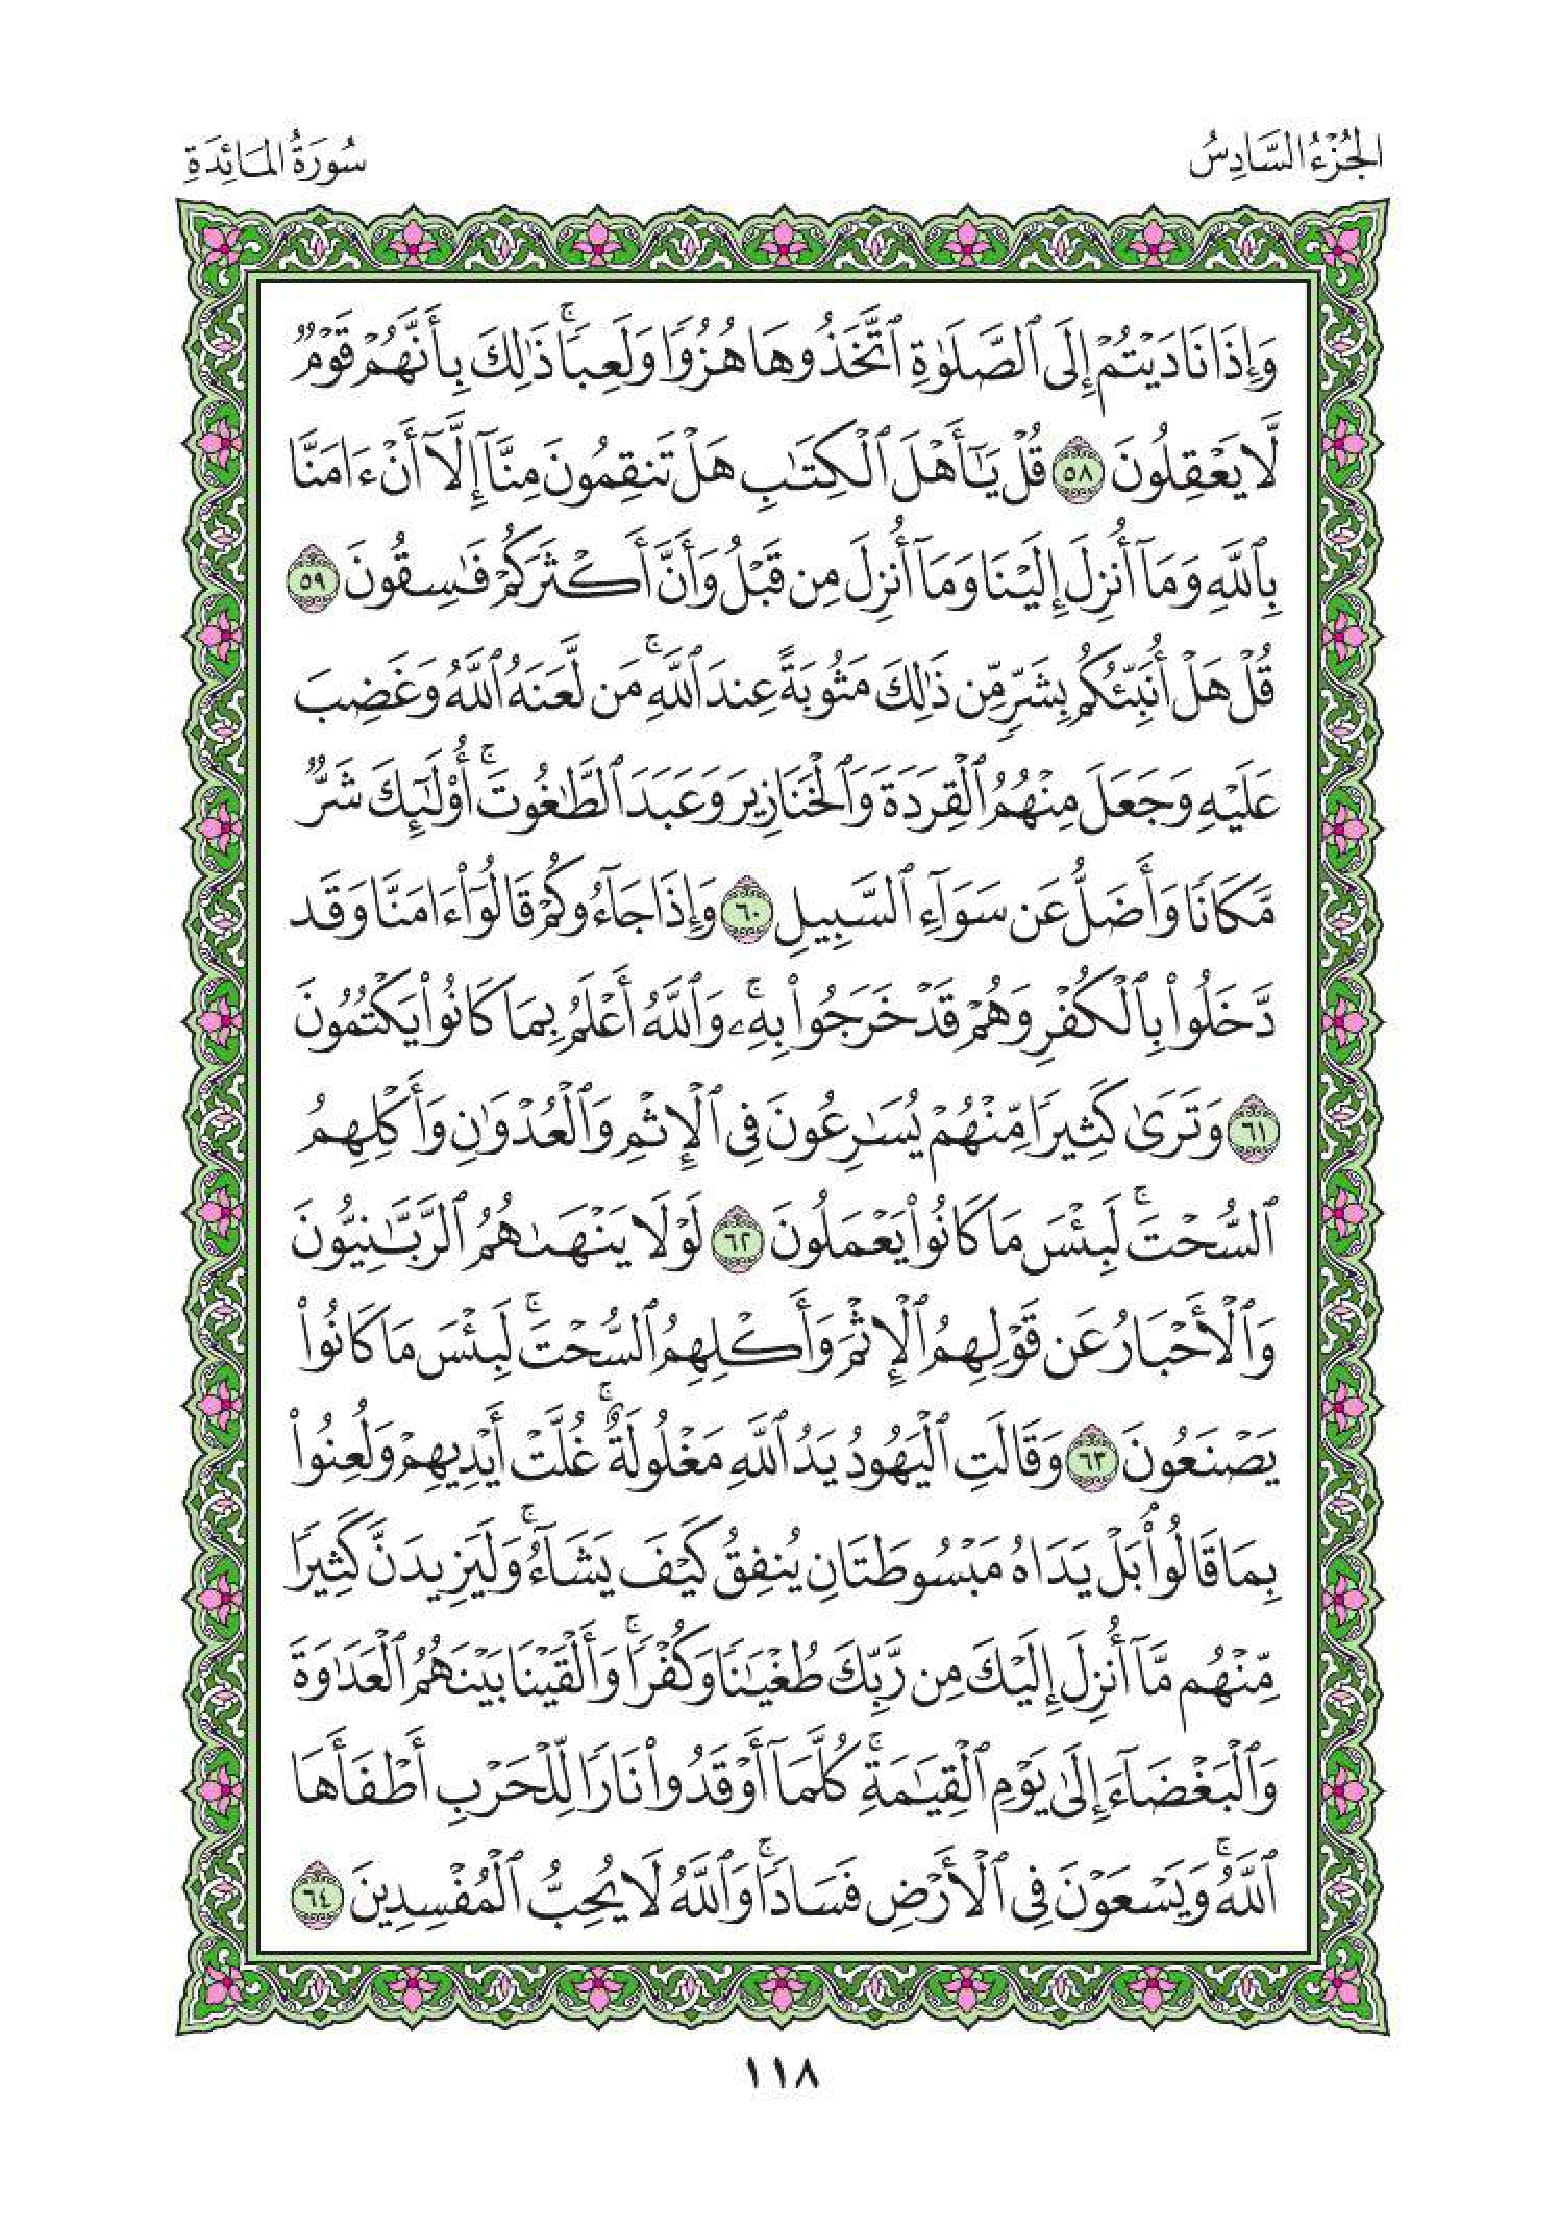 الجُزْءُ السَّادِسُ
سُورَةُ المَائِدَةِ
وَإِذَا نَادَيْتُمْ إِلَى ٱلصَّلَوٰةِ ٱتَّخَذُوهَا هُزُوًا وَلَعِبًا ۚ ذَٰلِكَ بِأَنَّهُمْ قَوْمٌ
لَّا يَعْقِلُونَ ٥٨ قُلْ يَـٰٓأَهْلَ ٱلْكِتَـٰبِ هَلْ تَنقِمُونَ مِنَّآ إِلَّآ أَنْ ءَامَنَّا
بِٱللَّهِ وَمَآ أُنزِلَ إِلَيْنَا وَمَآ أُنزِلَ مِن قَبْلُ وَأَنَّ أَكْثَرَكُمْ فَـٰسِقُونَ ٥٩
قُلْ هَلْ أُنَبِّئُكُم بِشَرٍّ مِّن ذَٰلِكَ مَثُوبَةً عِندَ ٱللَّهِ ۚ مَن لَّعَنَهُ ٱللَّهُ وَغَضِبَ
عَلَيْهِ وَجَعَلَ مِنْهُمُ ٱلْقِرَدَةَ وَٱلْخَنَازِيرَ وَعَبَدَ ٱلطَّـٰغُوتَ ۚ أُو۟لَـٰٓئِكَ شَرٌّ
مَّكَانًا وَأَضَلُّ عَن سَوَآءِ ٱلسَّبِيلِ ٦٠ وَإِذَا جَآءُوكُمْ قَالُوٓا۟ ءَامَنَّا وَقَد
دَّخَلُوا۟ بِٱلْكُفْرِ وَهُمْ قَدْ خَرَجُوا۟ بِهِۦ ۚ وَٱللَّهُ أَعْلَمُ بِمَا كَانُوا۟ يَكْتُمُونَ
٦١ وَتَرَىٰ كَثِيرًا مِّنْهُمْ يُسَـٰرِعُونَ فِى ٱلْإِثْمِ وَٱلْعُدْوَٰنِ وَأَكْلِهِمُ
ٱلسُّحْتَ ۚ لَبِئْسَ مَا كَانُوا۟ يَعْمَلُونَ ٦٢ لَوْلَا يَنْهَىٰهُمُ ٱلرَّبَّـٰنِيُّونَ
وَٱلْأَحْبَارُ عَن قَوْلِهِمُ ٱلْإِثْمَ وَأَكْلِهِمُ ٱلسُّحْتَ ۚ لَبِئْسَ مَا كَانُوا۟
يَصْنَعُونَ ٦٣ وَقَالَتِ ٱلْيَهُودُ يَدُ ٱللَّهِ مَغْلُولَةٌ ۚ غُلَّتْ أَيْدِيهِمْ وَلُعِنُوا۟
بِمَا قَالُوا۟ ۘ بَلْ يَدَاهُ مَبْسُوطَتَانِ يُنفِقُ كَيْفَ يَشَآءُ ۚ وَلَيَزِيدَنَّ كَثِيرًا
مِّنْهُم مَّآ أُنزِلَ إِلَيْكَ مِن رَّبِّكَ طُغْيَـٰنًا وَكُفْرًا ۚ وَأَلْقَيْنَا بَيْنَهُمُ ٱلْعَدَٰوَةَ
وَٱلْبَغْضَآءَ إِلَىٰ يَوْمِ ٱلْقِيَـٰمَةِ ۚ كُلَّمَآ أَوْقَدُوا۟ نَارًا لِّلْحَرْبِ أَطْفَأَهَا
ٱللَّهُ ۚ وَيَسْعَوْنَ فِى ٱلْأَرْضِ فَسَادًا ۚ وَٱللَّهُ لَا يُحِبُّ ٱلْمُفْسِدِينَ ٦٤
١١٨